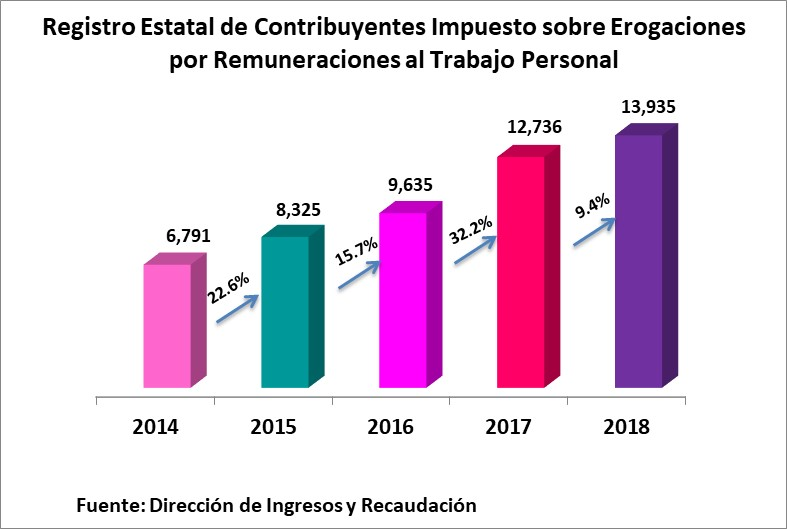 Registro Estatal de Contribuyentes Impuesto sobre Erogaciones
por Remuneraciones al Trabajo Personal
13,935
12,736
9,635
8,325
6,791
22.6%
15.7%
32.2%
9.4%
2014 2015 2016 2017 2018
Fuente: Dirección de Ingresos y Recaudación